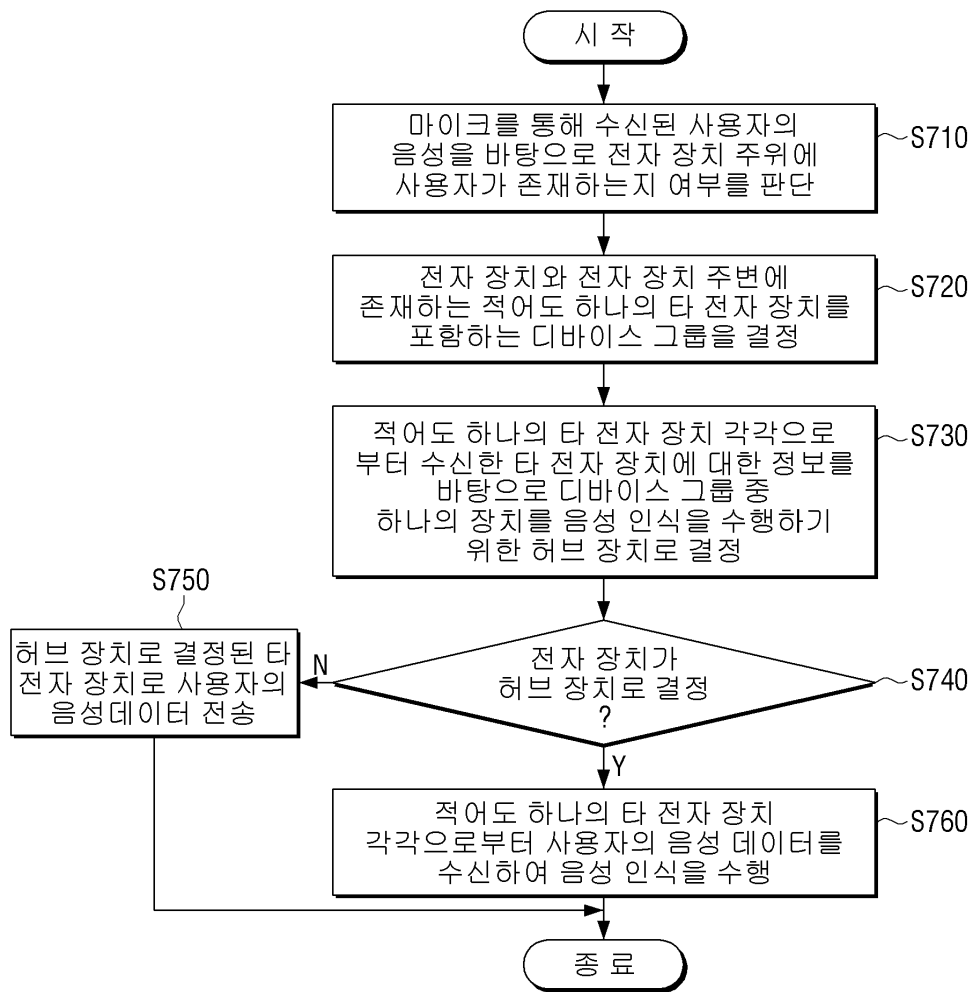 시 작
마이크를 통해 수신된 사용자의
음성을 바탕으로 전자 장치 주위에
사용자가 존재하는지 여부를 판단
S710
전자 장치와 전자 장치 주변에
존재하는 적어도 하나의 타 전자 장치를
포함하는 디바이스 그룹을 결정
S720
적어도 하나의 타 전자 장치 각각으로
부터 수신한 타 전자 장치에 대한 정보를
바탕으로 디바이스 그룹 중
하나의 장치를 음성 인식을 수행하기
위한 허브 장치로 결정
S730
전자 장치가
허브 장치로 결정
?
S740
N
S750
허브 장치로 결정된 타
전자 장치로 사용자의
음성데이터 전송
Y
적어도 하나의 타 전자 장치
각각으로부터 사용자의 음성 데이터를
수신하여 음성 인식을 수행
S760
종 료